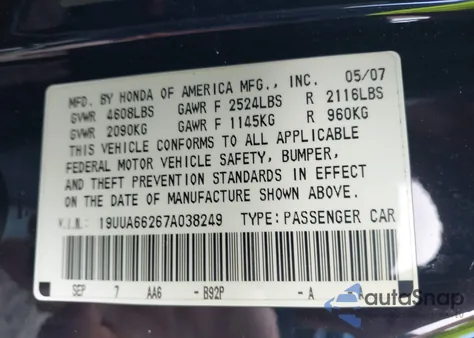 MFD. BY HONDA OF AMERICA MFG., INC. 05/07
GVWR 4608LBS GAWR F 2524LBS R 2116LBS
GVWR 2090KG GAWR F 1145KG R 960KG
THIS VEHICLE CONFORMS TO ALL APPLICABLE
FEDERAL MOTOR VEHICLE SAFETY, BUMPER,
AND THEFT PREVENTION STANDARDS IN EFFECT
ON THE DATE OF MANUFACTURE SHOWN ABOVE.
V.I.N.: 19UUA66267A038249 TYPE: PASSENGER CAR
SEP 7 AA6 - B92P - A
autaSnap